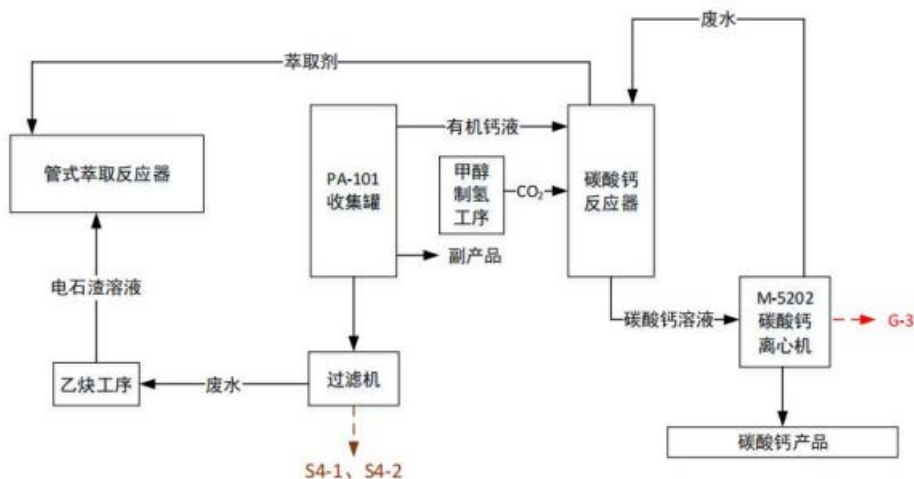 废水
萃取剂
管式萃取反应器
PA-101
收集罐
有机钙液
甲醇
制氢
工序
CO₂
碳酸钙
反应器
副产品
电石渣溶液
碳酸钙溶液
M-5202
碳酸钙
离心机
G-3
乙炔工序
废水
过滤机
碳酸钙产品
S4-1、S4-2